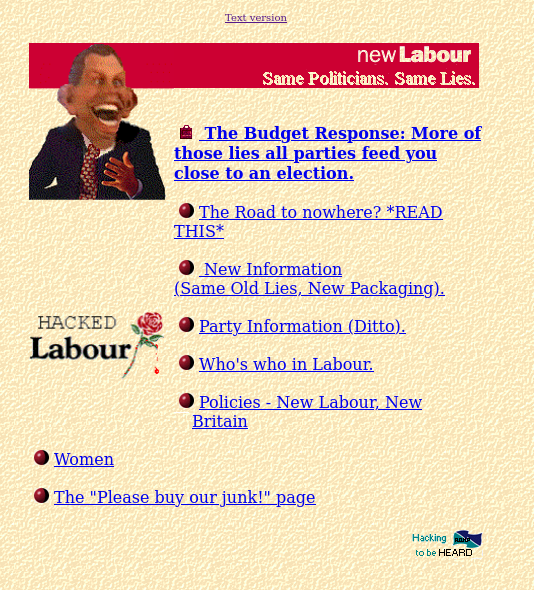 Text version
new Labour
Same Politicians. Same Lies.
The Budget Response: More of
those lies all parties feed you
close to an election.
The Road to nowhere? *READ
THIS*
New Information
(Same Old Lies, New Packaging).
HACKED
Labour
Party Information (Ditto).
Who's who in Labour.
Policies - New Labour, New
Britain
Women
The "Please buy our junk!" page
Hacking
to be HEARD